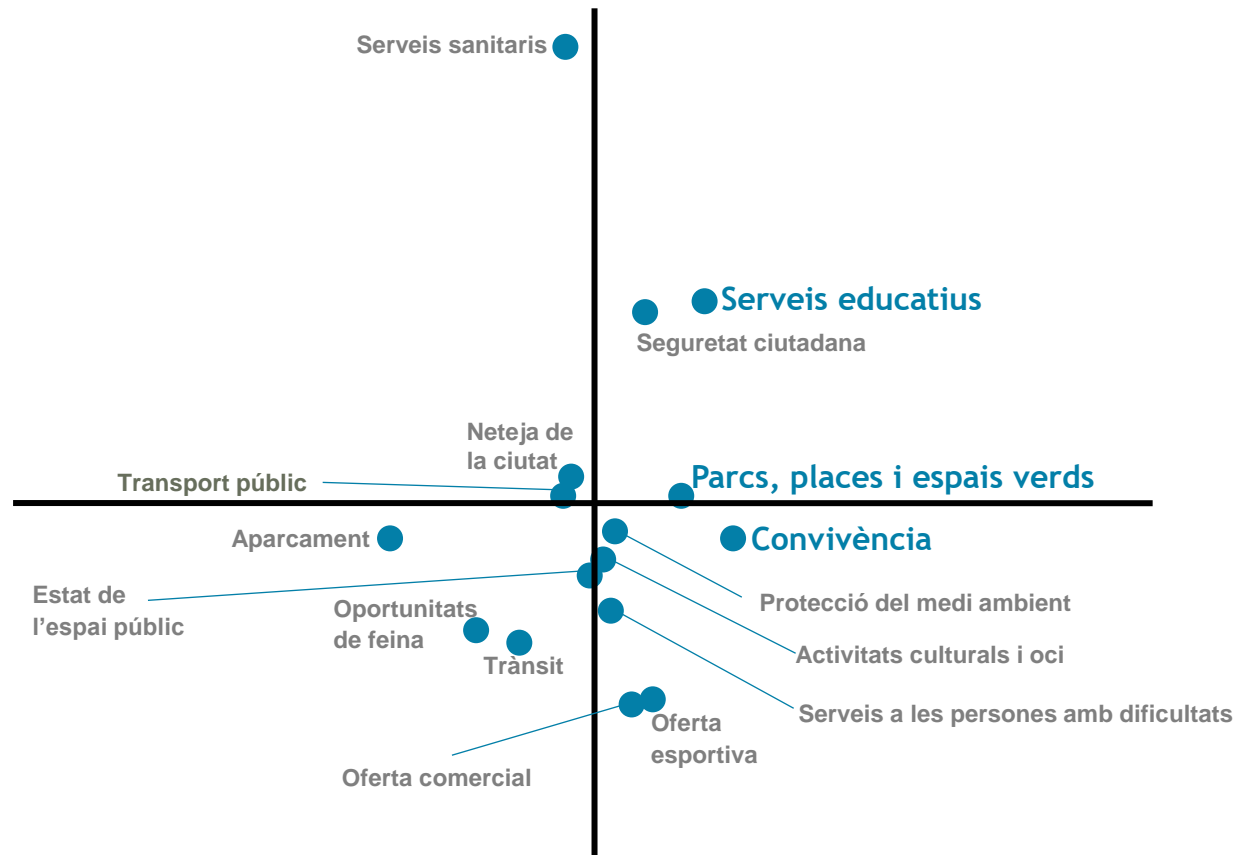 Serveis sanitaris
Serveis educatius
Seguretat ciutadana
Neteja de
la ciutat
Transport públic
Parcs, places i espais verds
Aparcament
Convivència
Estat de
l’espai públic
Oportunitats
de feina
Trànsit
Protecció del medi ambient
Activitats culturals i oci
Serveis a les persones amb dificultats
Oferta
esportiva
Oferta comercial